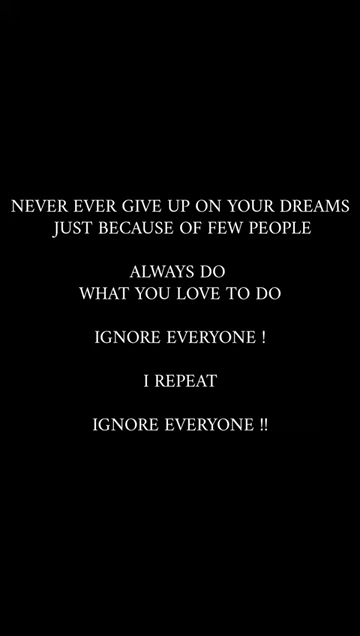 NEVER EVER GIVE UP ON YOUR DREAMS
JUST BECAUSE OF FEW PEOPLE
ALWAYS DO
WHAT YOU LOVE TO DO
IGNORE EVERYONE !
I REPEAT
IGNORE EVERYONE !!